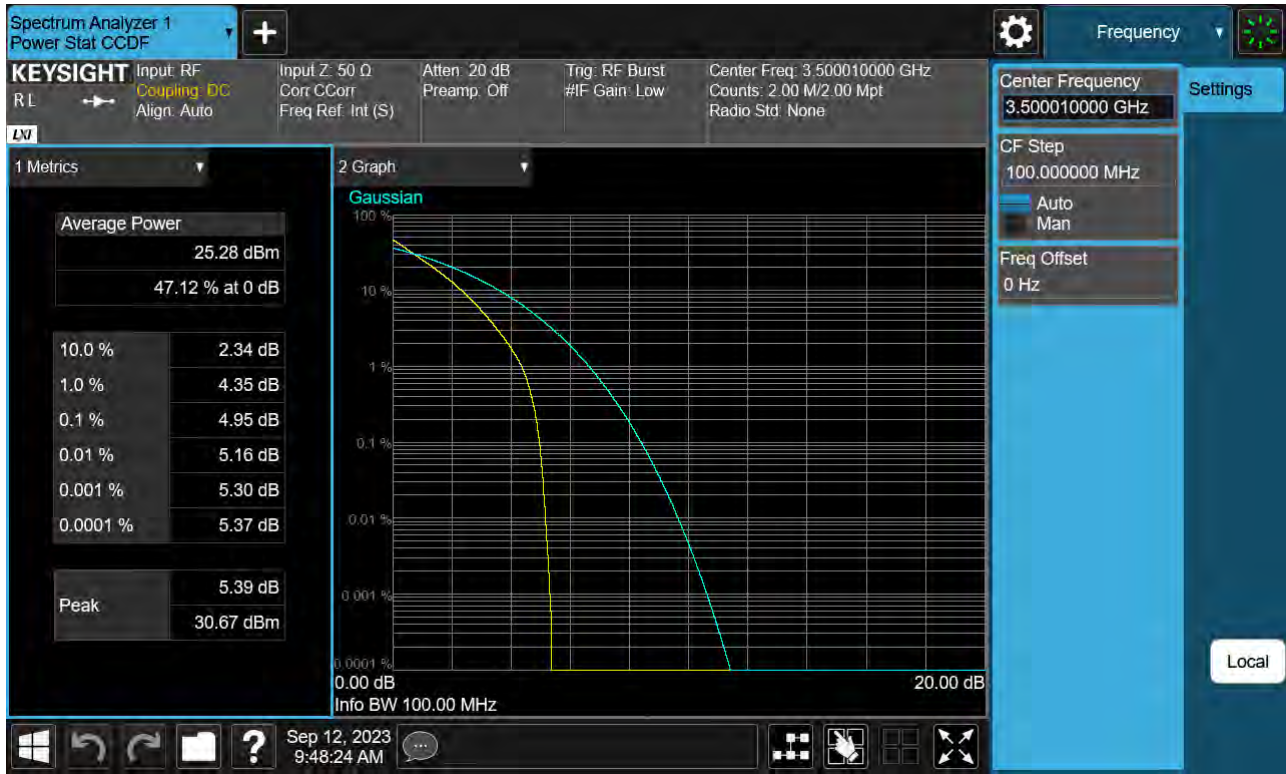 Spectrum Analyzer 1
Power Stat CCDF
+
Frequency
KEYSIGHT
RL
LXI
Input: RF
Coupling: DC
Align: Auto
Input Z: 50 Ω
Corr CCorr
Freq Ref: Int (S)
Atten: 20 dB
Preamp: Off
Trig: RF Burst
#IF Gain: Low
Center Freq: 3.500010000 GHz
Counts: 2.00 M/2.00 Mpt
Radio Std: None
Center Frequency
3.500010000 GHz
Settings
CF Step
100.000000 MHz
Auto
Man
Freq Offset
0 Hz
1 Metrics
Average Power
25.28 dBm
47.12 % at 0 dB
10.0 % 2.34 dB
1.0 % 4.35 dB
0.1 % 4.95 dB
0.01 % 5.16 dB
0.001 % 5.30 dB
0.0001 % 5.37 dB
Peak
5.39 dB
30.67 dBm
2 Graph
Gaussian
100 %
10 %
1 %
0.1 %
0.01 %
0.001 %
0.0001 %
0.00 dB 20.00 dB
Info BW 100.00 MHz
Local
?
Sep 12, 2023
9:48:24 AM